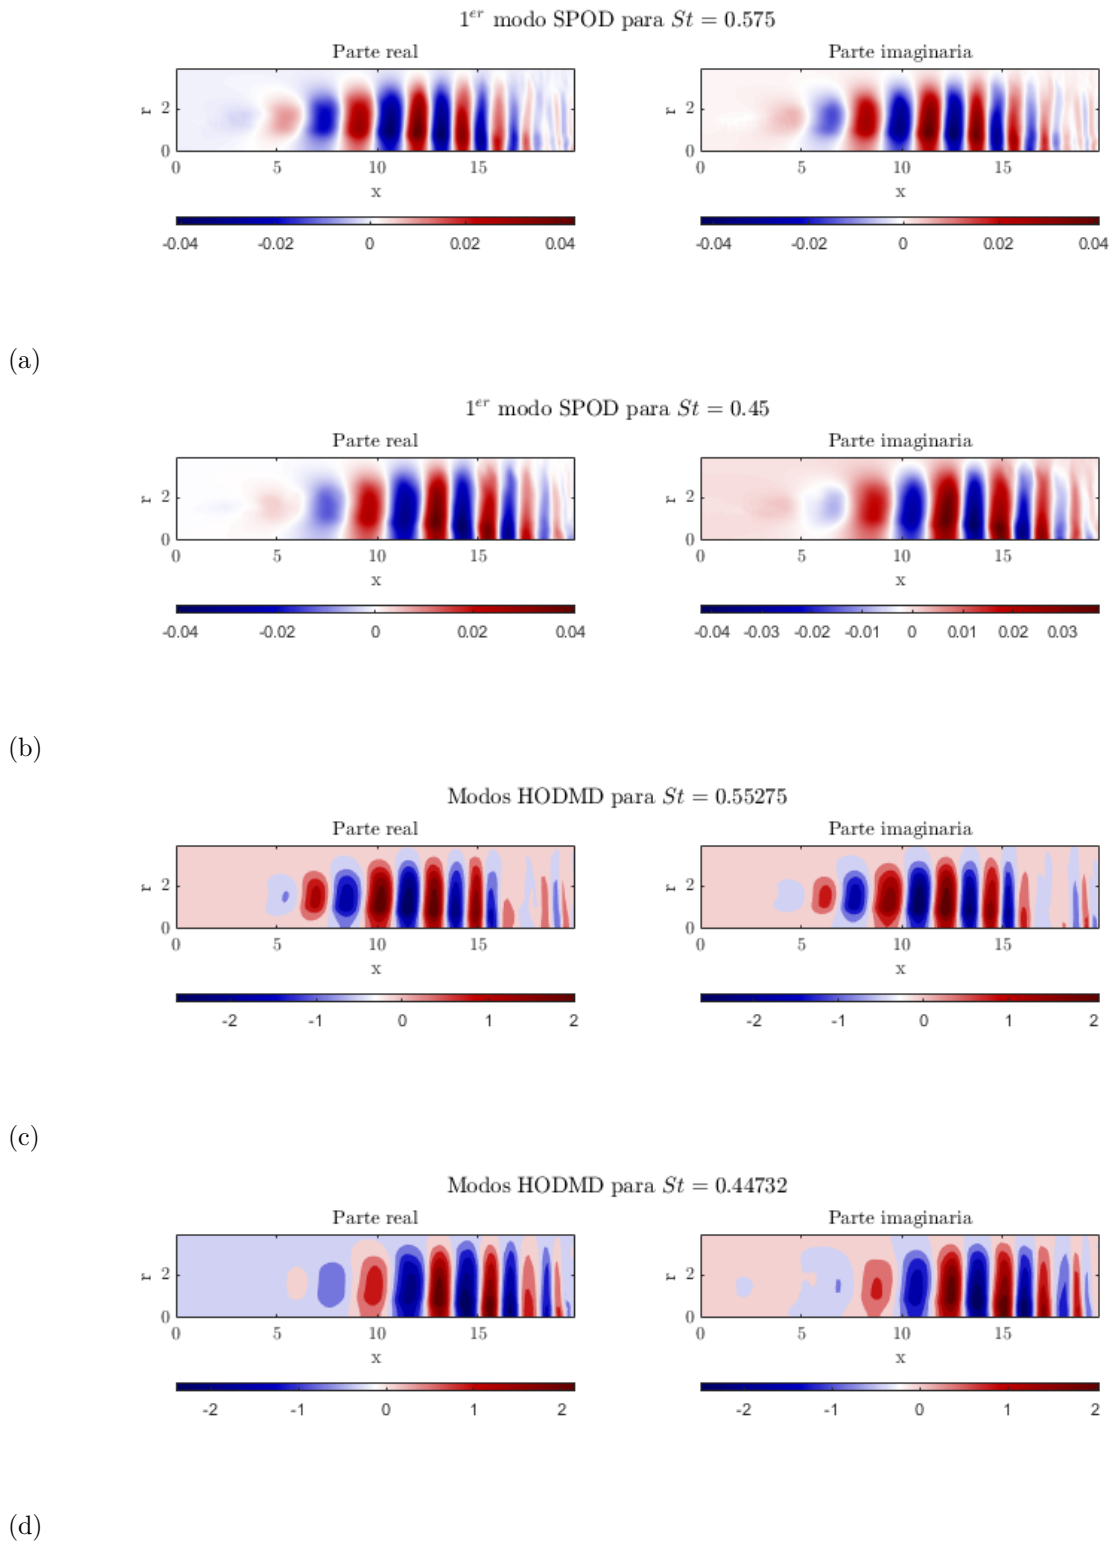 1^{er} modo SPOD para St = 0.575
Parte real
Parte imaginaria
r
2
0
0 5 10 15
x
-0.04 -0.02 0 0.02 0.04
r
2
0
0 5 10 15
x
-0.04 -0.02 0 0.02 0.04
(a)
1^{er} modo SPOD para St = 0.45
Parte real
Parte imaginaria
r
2
0
0 5 10 15
x
-0.04 -0.02 0 0.02 0.04
r
2
0
0 5 10 15
x
-0.04 -0.03 -0.02 -0.01 0 0.01 0.02 0.03
(b)
Modos HODMD para St = 0.55275
Parte real
Parte imaginaria
r
2
0
0 5 10 15
x
-2 -1 0 1 2
r
2
0
0 5 10 15
x
-2 -1 0 1 2
(c)
Modos HODMD para St = 0.44732
Parte real
Parte imaginaria
r
2
0
0 5 10 15
x
-2 -1 0 1 2
r
2
0
0 5 10 15
x
-2 -1 0 1 2
(d)